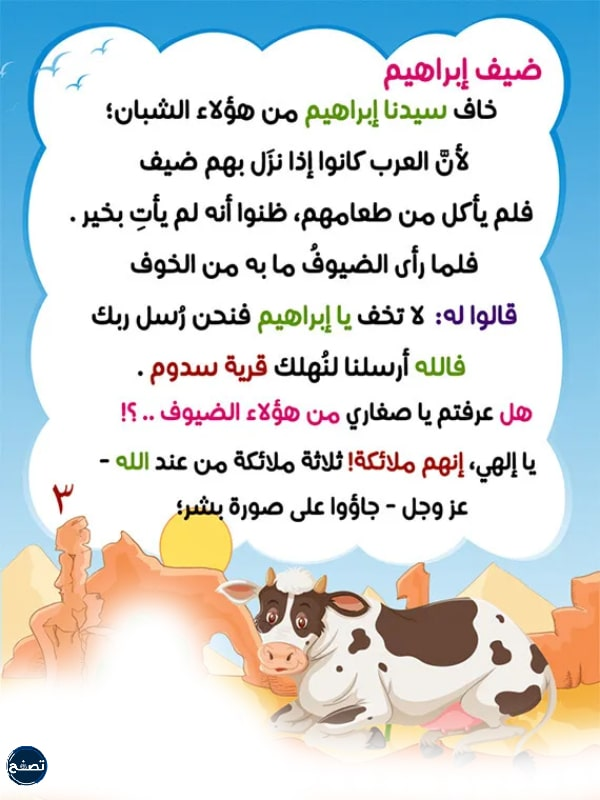 ضيف إبراهيم
خاف سيدنا إبراهيم من هؤلاء الشبان؛
لأنَّ العرب كانوا إذا نزَل بهم ضيف
فلم يأكل من طعامهم، ظنوا أنه لم يأتِ بخير .
فلما رأى الضيوفُ ما به من الخوف
قالوا له: لا تخف يا إبراهيم فنحن رُسل ربك
فالله أرسلنا لنُهلك قرية سدوم .
هل عرفتم يا صغاري من هؤلاء الضيوف .. ؟!
يا إلهي، إنهم ملائكة! ثلاثة ملائكة من عند الله -
عز وجل - جاؤوا على صورة بشر؛
٣
تصفح